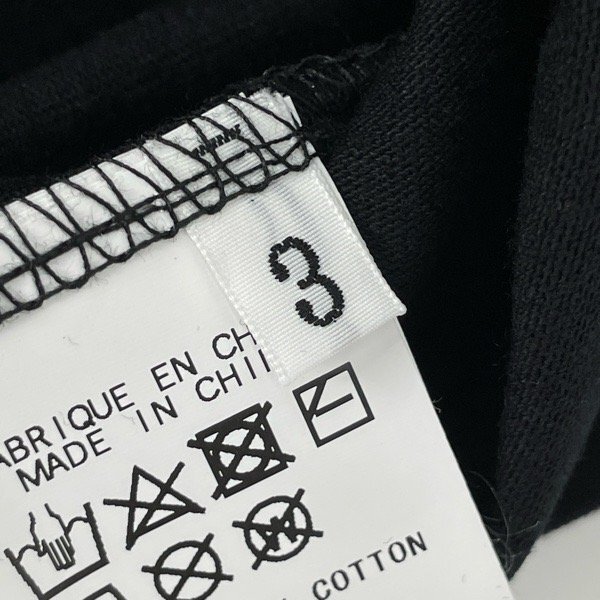 3
ABRIQUE EN CH
MADE IN CHI
W
COTTON